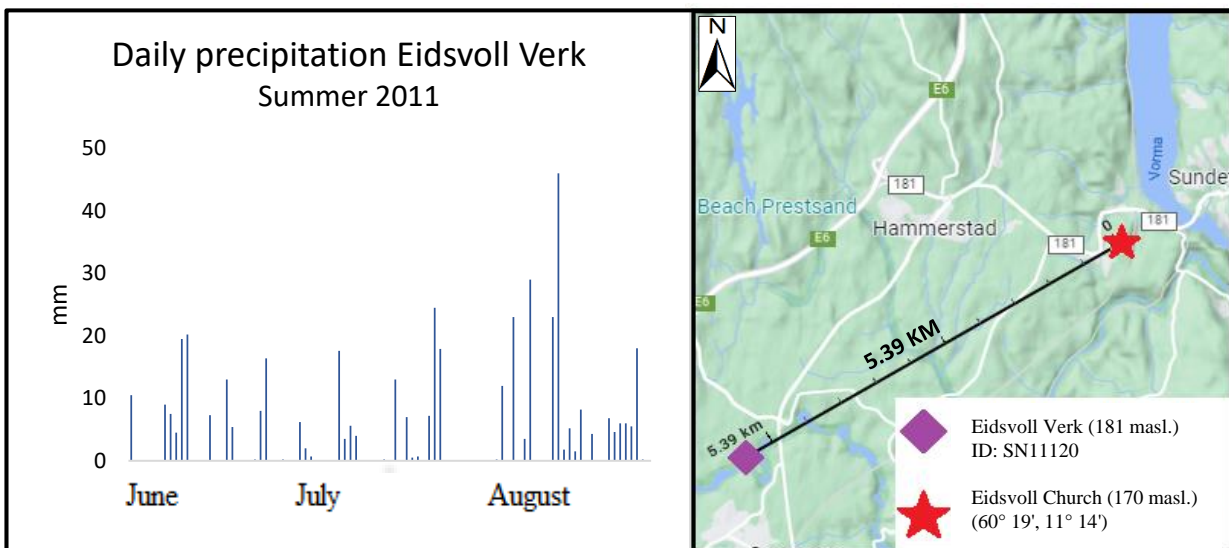 Daily precipitation Eidsvoll Verk
Summer 2011
50
40
30
20
10
0
mm
June
July
August
N
E6
181
Beach Prestsand
Hammerstad
E6
E6
Vorma
Sunde
181
181
0
5.39 KM
5.39 km
Eidsvoll Verk (181 masl.)
ID: SN11120
Eidsvoll Church (170 masl.)
(60° 19', 11° 14')